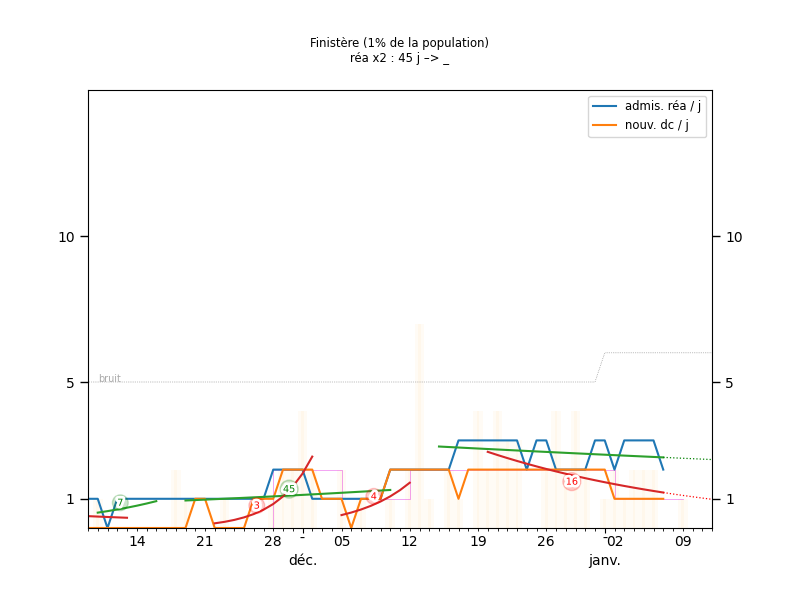 Finistère (1% de la population)
réa x2 : 45 j –> _
admis. réa / j
nouv. dc / j
10 10
5 5
bruit
1 1
7 3 45 4 16
14 21 28 - 05 12 19 26 - 02 09
déc. janv.